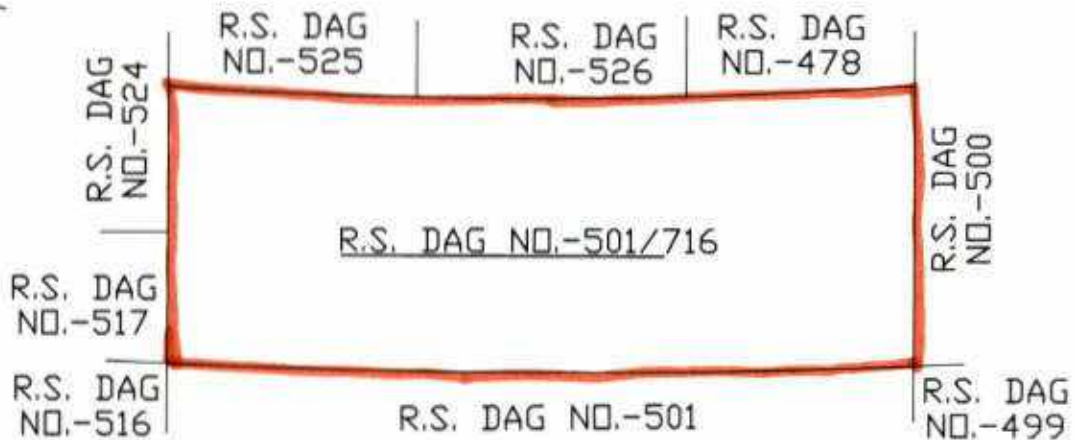 R.S. DAG
NO.-525
R.S. DAG
NO.-526
R.S. DAG
NO.-478
R.S. DAG
NO.-524
R.S. DAG
NO.-500
R.S. DAG NO.-501/716
R.S. DAG
NO.-517
R.S. DAG
NO.-516
R.S. DAG NO.-501
R.S. DAG
NO.-499